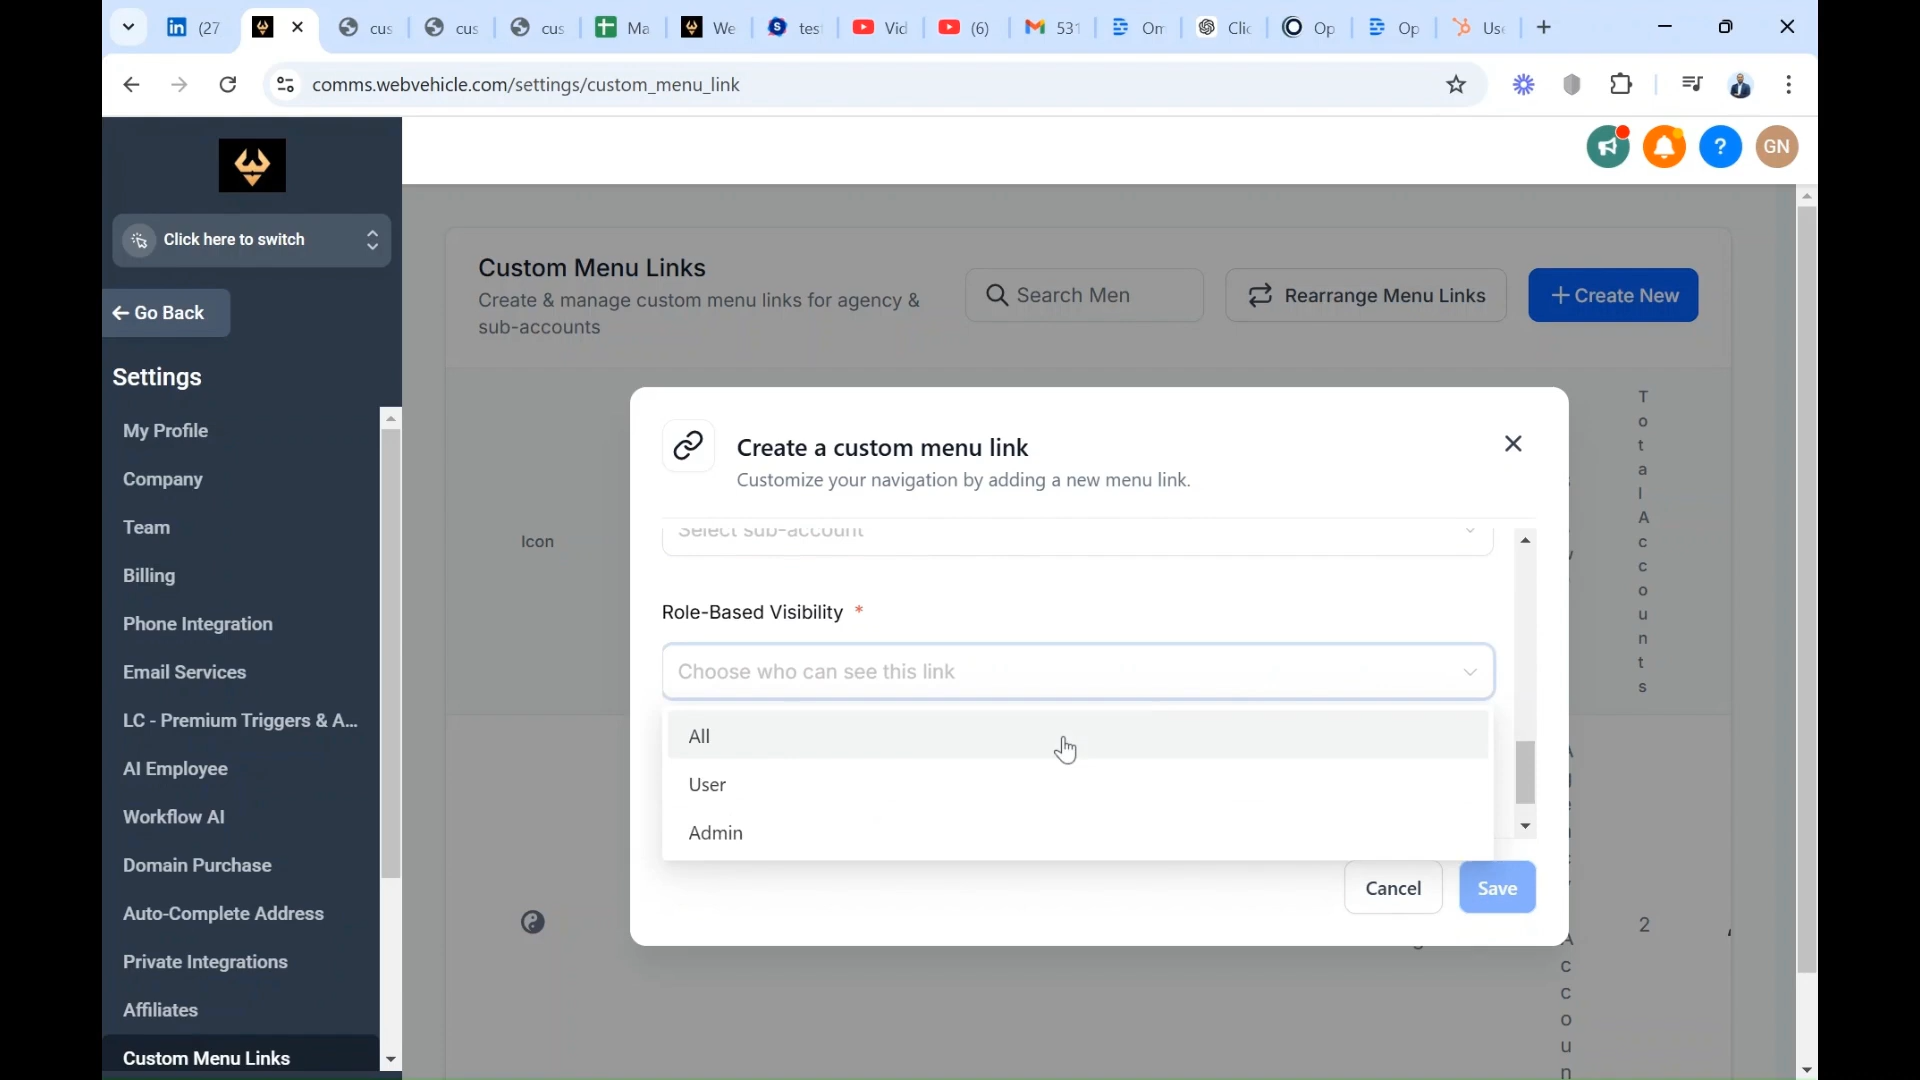 (27
cus
cus
cus
Ma
We
tes
Vid
(6)
531
Om
Clic
Op
Op
Use
comms.webvehicle.com/settings/custom_menu_link
Click here to switch
Go Back
Settings
My Profile
Company
Team
Billing
Phone Integration
Email Services
LC - Premium Triggers & A...
AI Employee
Workflow AI
Domain Purchase
Auto-Complete Address
Private Integrations
Affiliates
Custom Menu Links
?
GN
Custom Menu Links
Create & manage custom menu links for agency &
sub-accounts
Search Men
Rearrange Menu Links
+ Create New
Icon
Total Accounts
2
Create a custom menu link
Customize your navigation by adding a new menu link.
Select sub-account
Role-Based Visibility *
Choose who can see this link
All
User
Admin
Cancel
Save